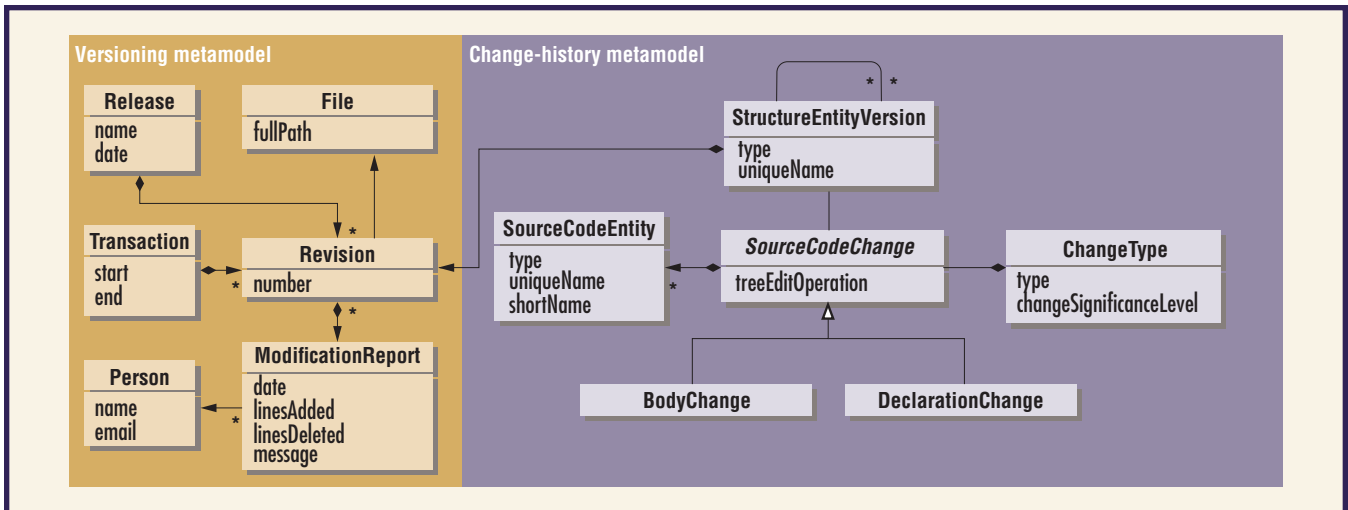 Versioning metamodel
Release
name
date
File
fullPath
*
Transaction
start
end
*
Revision
number
*
ModificationReport
date
linesAdded
linesDeleted
message
Person
name
email
*
Change-history metamodel
* *
StructureEntityVersion
type
uniqueName
SourceCodeEntity
type
uniqueName
shortName
*
SourceCodeChange
treeEditOperation
ChangeType
type
changeSignificanceLevel
BodyChange
DeclarationChange